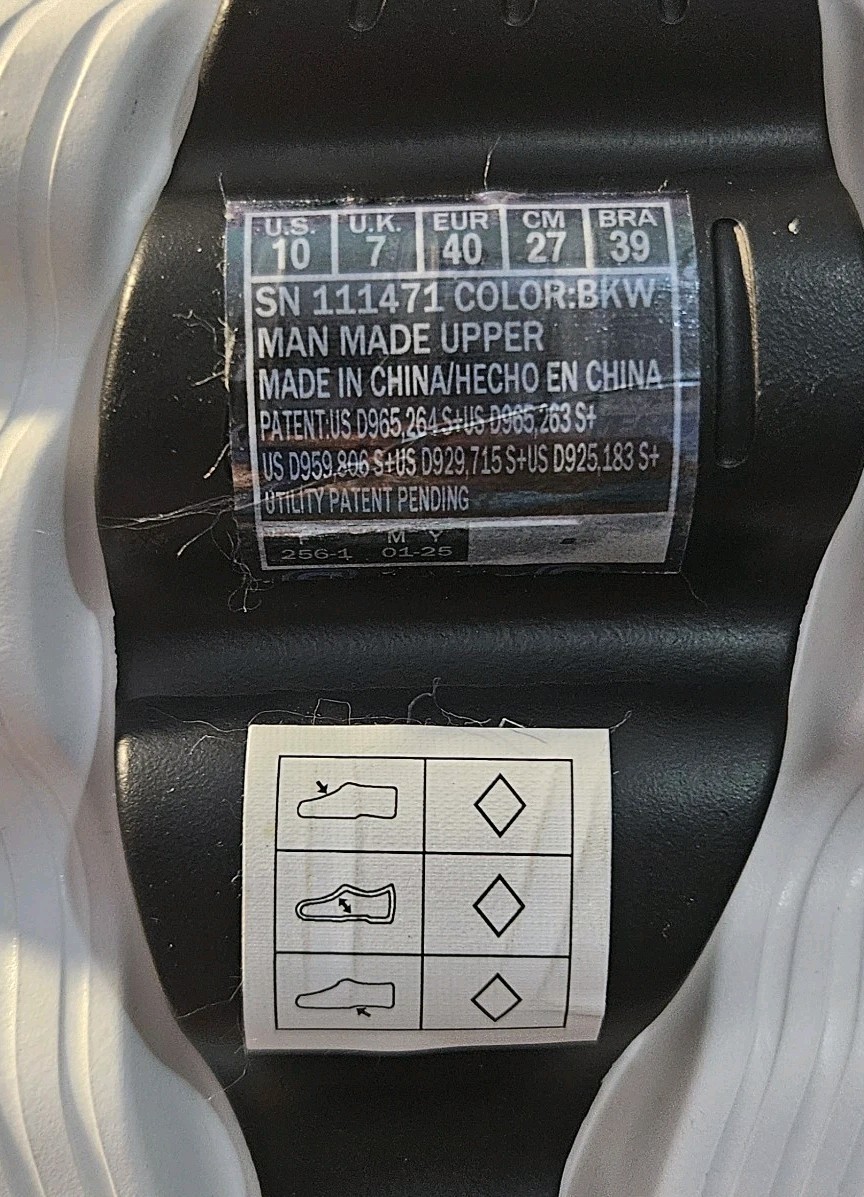 U.S. U.K. EUR CM BRA
10 7 40 27 39
SN 111471 COLOR:BKW
MAN MADE UPPER
MADE IN CHINA/HECHO EN CHINA
PATENT:US D965,264 S+US D965,263 S+
US D959,806 S+US D929,715 S+US D925,183 S+
UTILITY PATENT PENDING
F M Y
256-1 01-25